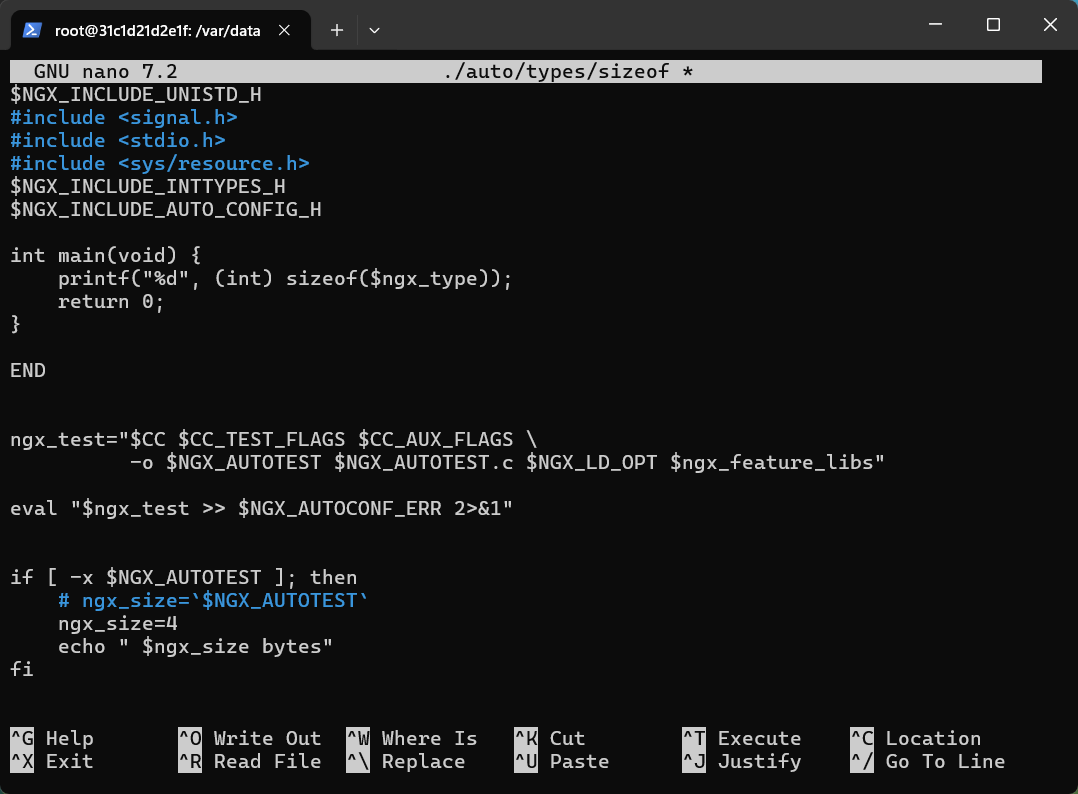 root@31c1d21d2e1f: /var/data
GNU nano 7.2 ./auto/types/sizeof *
$NGX_INCLUDE_UNISTD_H
#include <signal.h>
#include <stdio.h>
#include <sys/resource.h>
$NGX_INCLUDE_INTTYPES_H
$NGX_INCLUDE_AUTO_CONFIG_H

int main(void) {
    printf("%d", (int) sizeof($ngx_type));
    return 0;
}

END


ngx_test="$CC $CC_TEST_FLAGS $CC_AUX_FLAGS \
          -o $NGX_AUTOTEST $NGX_AUTOTEST.c $NGX_LD_OPT $ngx_feature_libs"

eval "$ngx_test >> $NGX_AUTOCONF_ERR 2>&1"


if [ -x $NGX_AUTOTEST ]; then
    # ngx_size=`$NGX_AUTOTEST`
    ngx_size=4
    echo " $ngx_size bytes"
fi

^G Help ^O Write Out ^W Where Is ^K Cut ^T Execute ^C Location
^X Exit ^R Read File ^\ Replace ^U Paste ^J Justify ^/ Go To Line